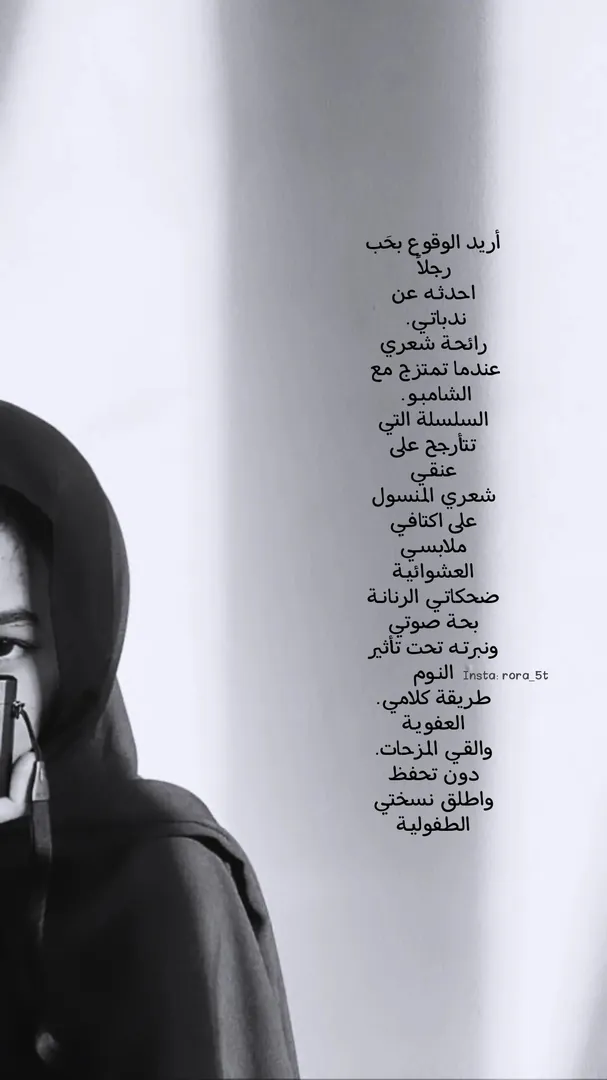 أريد الوقوع بحَب
رجلاً
احدثه عن
ندباتي.
رائحة شعري
عندما تمتزج مع
الشامبو.
السلسلة التي
تتأرجح على
عنقي
شعري المنسول
على اكتافي
ملابسي
العشوائية
ضحكاتي الرنانة
بحة صوتي
ونبرته تحت تأثير
النوم
Insta: rora_5t
طريقة كلامي.
العفوية
والقي المزحات.
دون تحفظ
واطلق نسختي
الطفولية